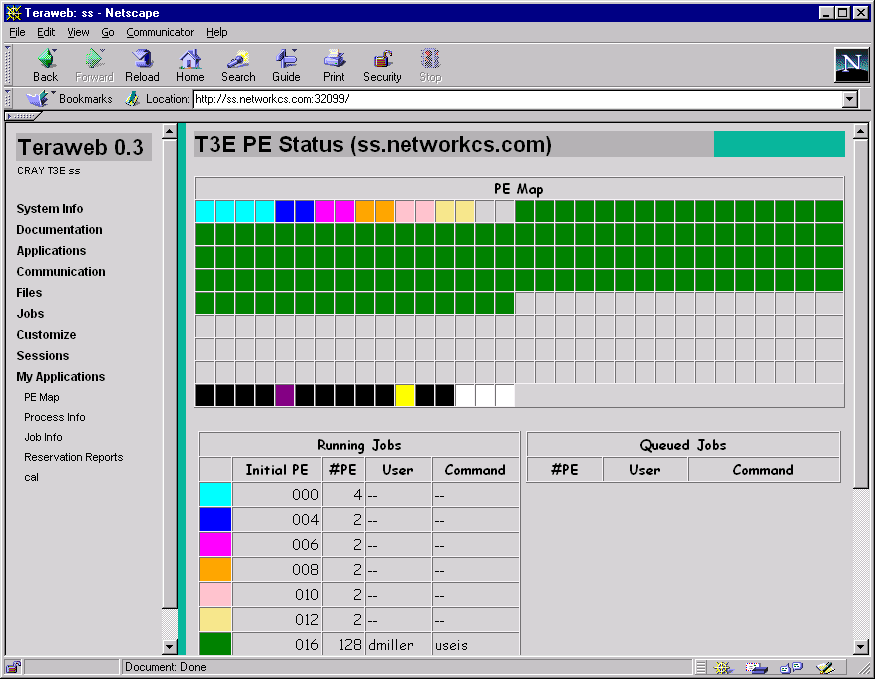 Teraweb: ss - Netscape
File Edit View Go Communicator Help
Back Forward Reload Home Search Guide Print Security Stop
N
Bookmarks Location: http://ss.networkcs.com:32099/
Teraweb 0.3
CRAY T3E ss
System Info
Documentation
Applications
Communication
Files
Jobs
Customize
Sessions
My Applications
PE Map
Process Info
Job Info
Reservation Reports
cal
T3E PE Status (ss.networkcs.com)
PE Map
Running Jobs
Initial PE #PE User Command
000 4 -- --
004 2 -- --
006 2 -- --
008 2 -- --
010 2 -- --
012 2 -- --
016 128 dmiller useis
Queued Jobs
#PE User Command
Document: Done